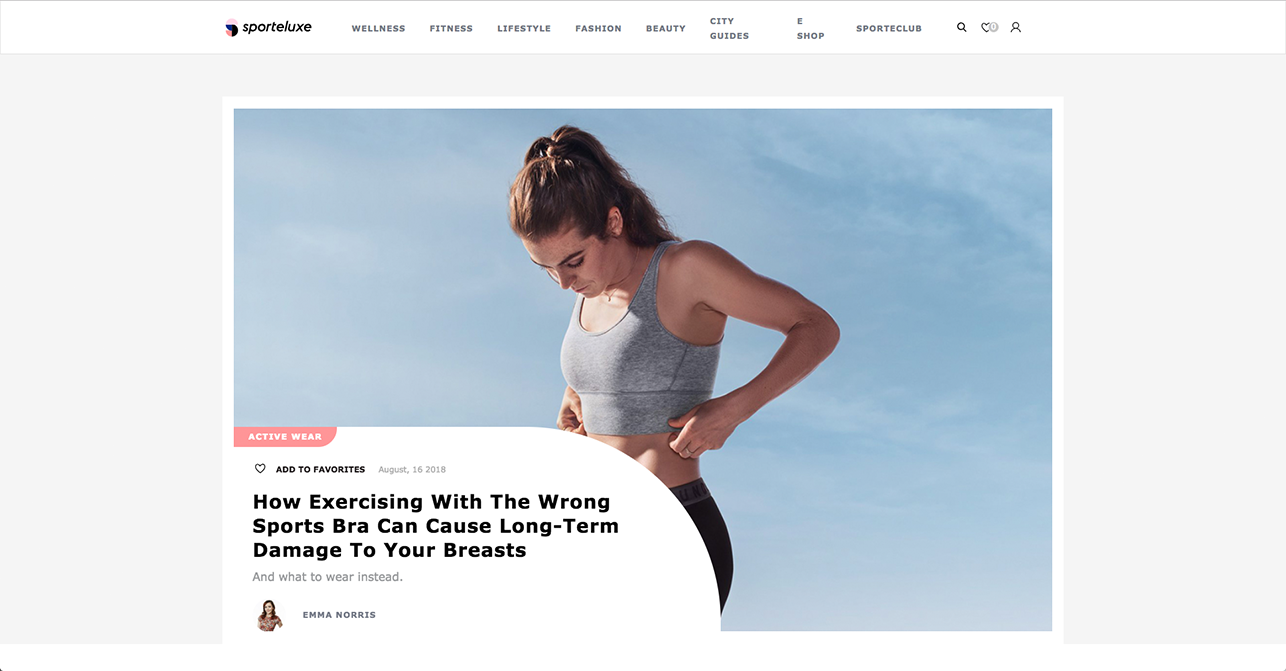 sporteluxe
WELLNESS
FITNESS
LIFESTYLE
FASHION
BEAUTY
CITY
GUIDES
E
SHOP
SPORTECLUB
0
ACTIVE WEAR
ADD TO FAVORITES
August, 16 2018
How Exercising With The Wrong
Sports Bra Can Cause Long-Term
Damage To Your Breasts
And what to wear instead.
EMMA NORRIS